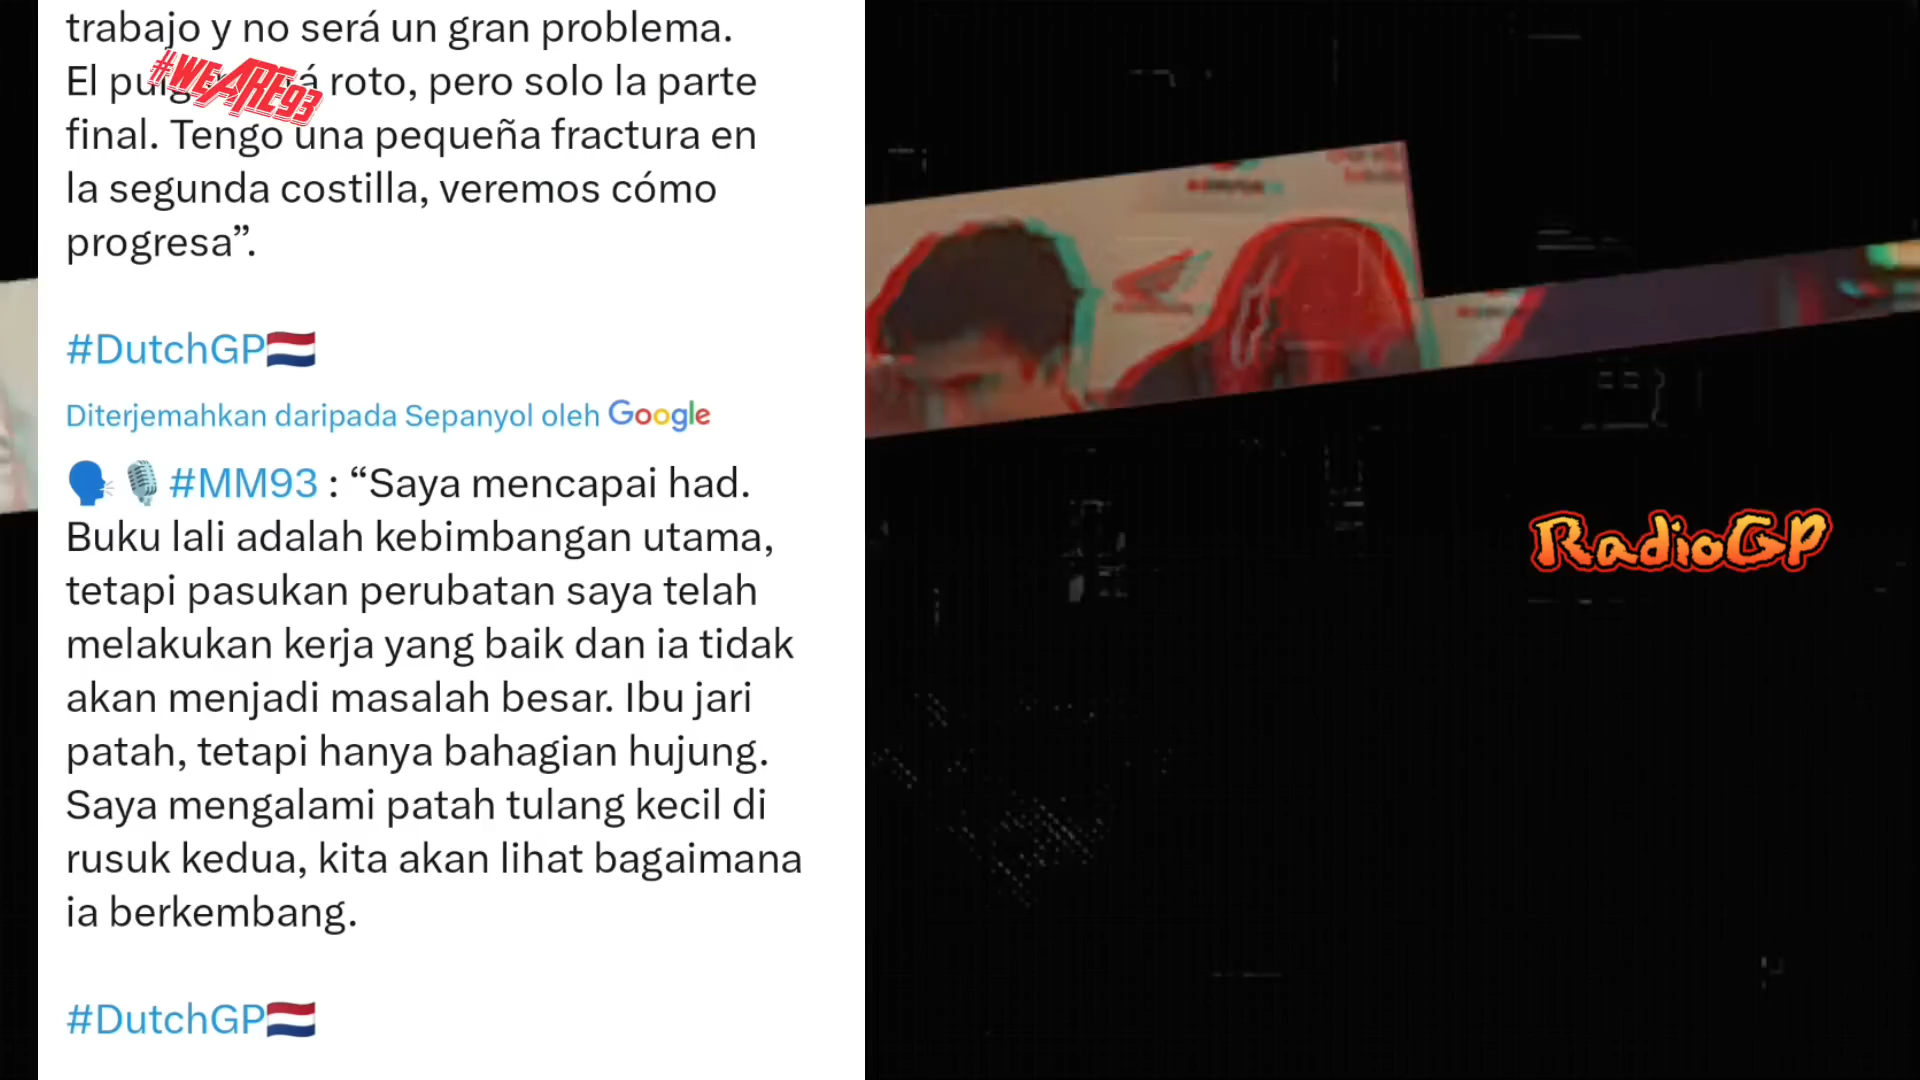 trabajo y no será un gran problema.
#WEARE93
El roto, pero solo la parte
final. Tengo una pequeña fractura en
la segunda costilla, veremos cómo
progresa”.
#DutchGP
Diterjemahkan daripada Sepanyol oleh Google
#MM93 : “Saya mencapai had.
Buku lali adalah kebimbangan utama,
tetapi pasukan perubatan saya telah
melakukan kerja yang baik dan ia tidak
akan menjadi masalah besar. Ibu jari
patah, tetapi hanya bahagian hujung.
Saya mengalami patah tulang kecil di
rusuk kedua, kita akan lihat bagaimana
ia berkembang.
#DutchGP
RadioGP